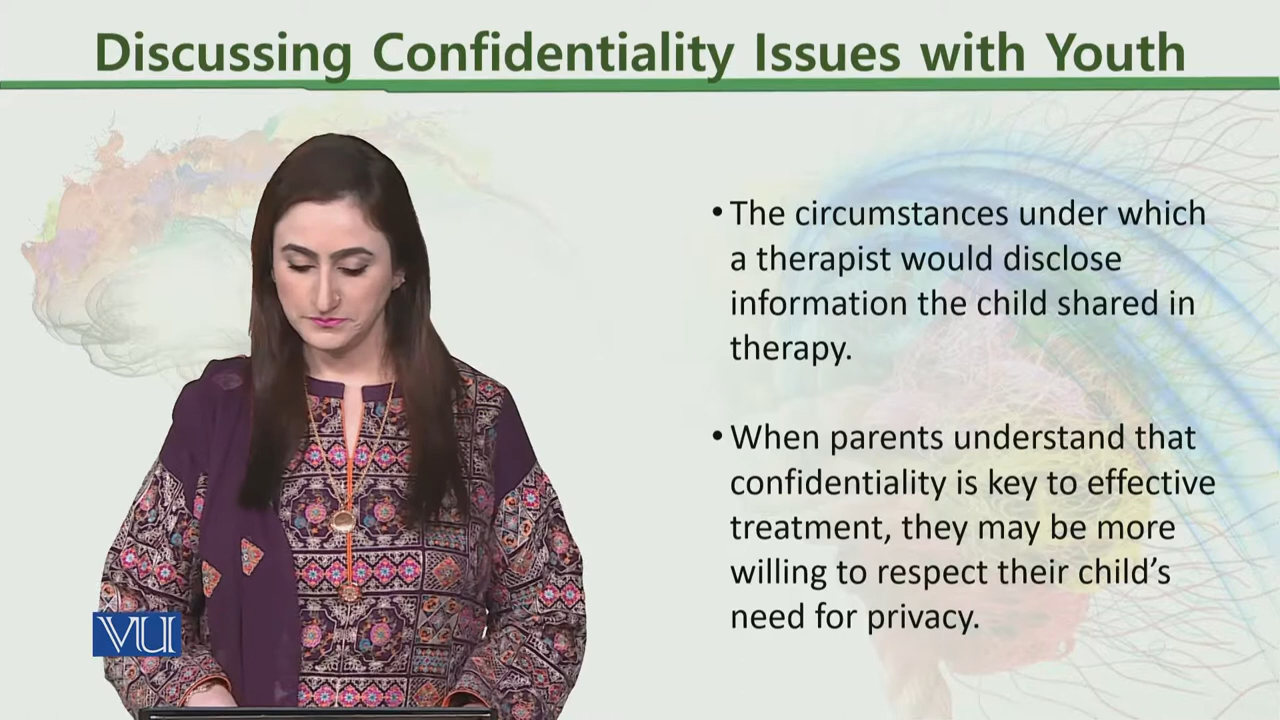 Discussing Confidentiality Issues with Youth
• The circumstances under which
a therapist would disclose
information the child shared in
therapy.
• When parents understand that
confidentiality is key to effective
treatment, they may be more
willing to respect their child's
need for privacy.
VU